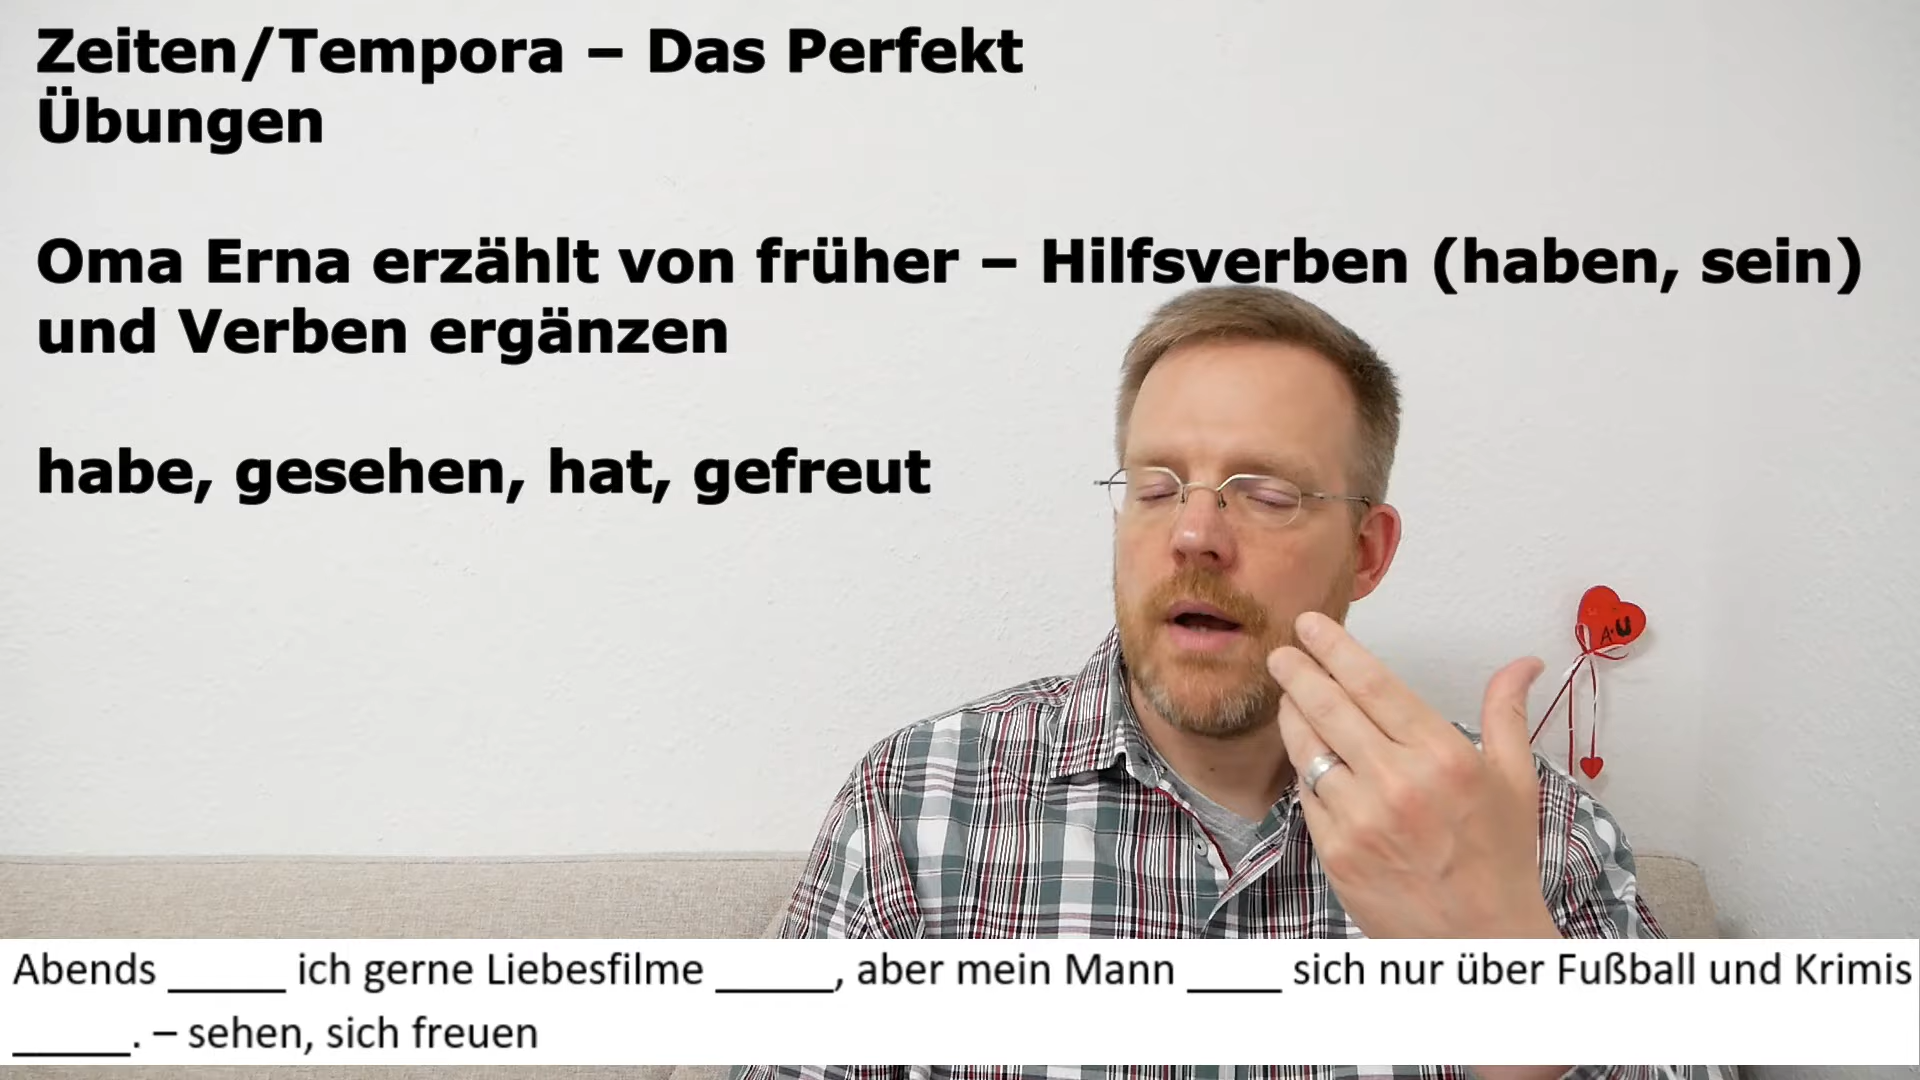 Zeiten/Tempora – Das Perfekt
Übungen
Oma Erna erzählt von früher – Hilfsverben (haben, sein)
und Verben ergänzen
habe, gesehen, hat, gefreut
A+U
Abends _____ ich gerne Liebesfilme _____, aber mein Mann ____ sich nur über Fußball und Krimis
_____. – sehen, sich freuen